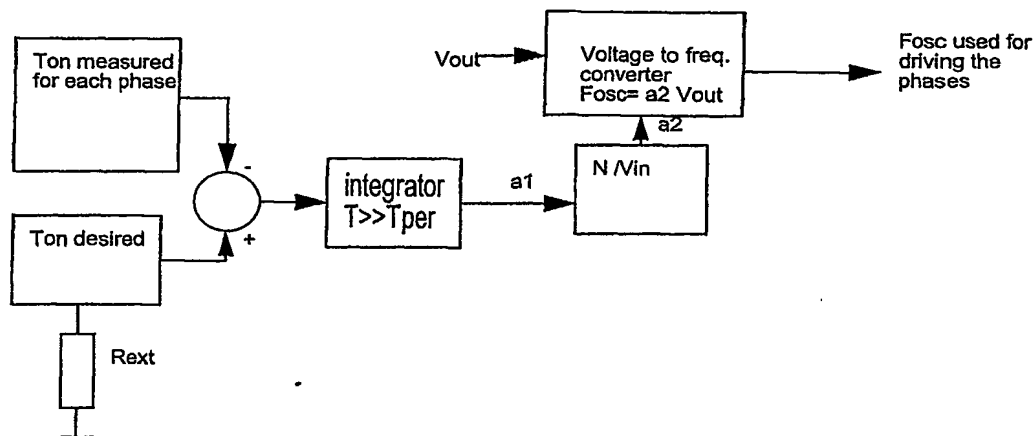 Ton measured
for each phase
Vout
Voltage to freq.
converter
Fosc= a2 Vout
Fosc used for
driving the
phases
a2
-
+
integrator
T>>Tper
a1
N /Vin
Ton desired
Rext